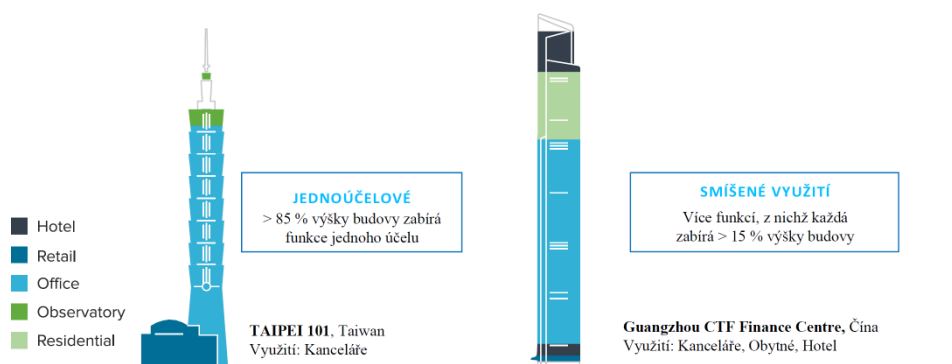 Hotel
Retail
Office
Observatory
Residential
JEDNOÚČELOVÉ
> 85 % výšky budovy zabírá
funkce jednoho účelu
TAIPEI 101, Taiwan
Využití: Kanceláře
SMÍŠENÉ VYUŽITÍ
Více funkcí, z nichž každá
zabírá > 15 % výšky budovy
Guangzhou CTF Finance Centre, Čína
Využití: Kanceláře, Obytné, Hotel